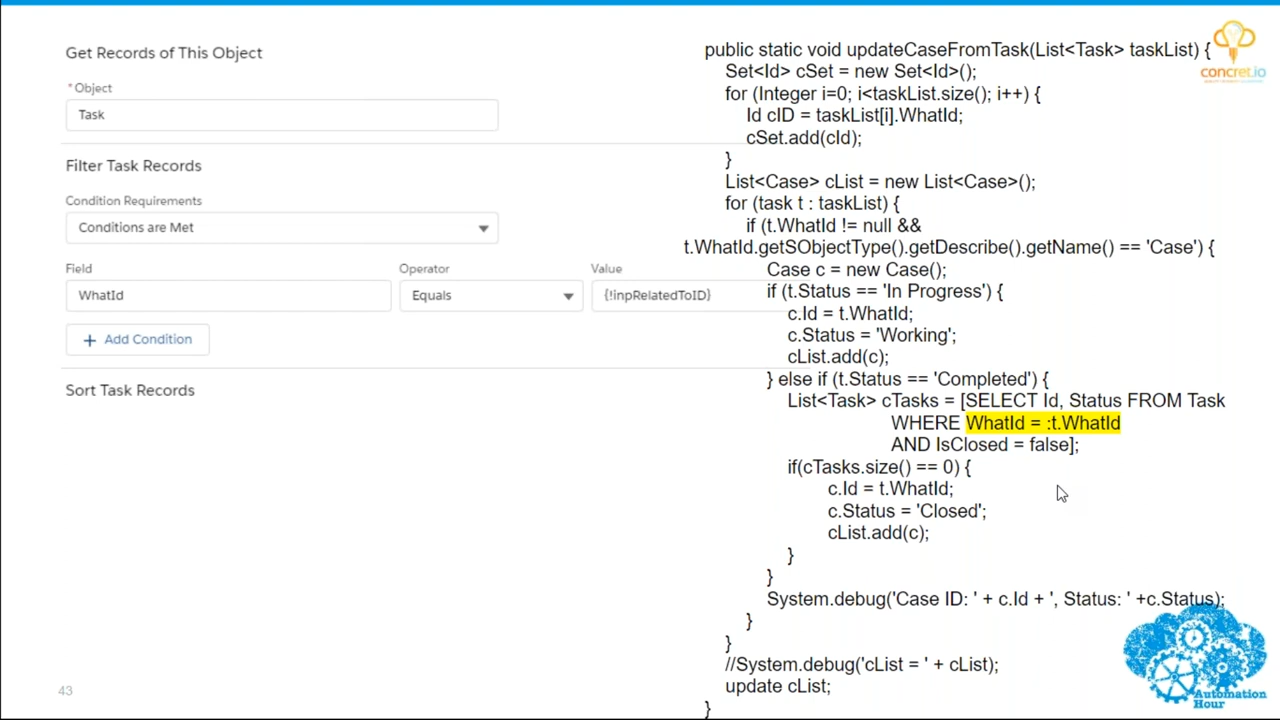 Get Records of This Object
* Object
Task
Filter Task Records
Condition Requirements
Conditions are Met
Field
Operator
Value
WhatId
Equals
{!inpRelatedToID}
+ Add Condition
Sort Task Records
43
public static void updateCaseFromTask(List<Task> taskList) {
Set<Id> cSet = new Set<Id>();
for (Integer i=0; i<taskList.size(); i++) {
Id cID = taskList[i].WhatId;
cSet.add(cId);
}
List<Case> cList = new List<Case>();
for (task t : taskList) {
if (t.WhatId != null &&
t.WhatId.getSObjectType().getDescribe().getName() == 'Case') {
Case c = new Case();
if (t.Status == 'In Progress') {
c.Id = t.WhatId;
c.Status = 'Working';
cList.add(c);
} else if (t.Status == 'Completed') {
List<Task> cTasks = [SELECT Id, Status FROM Task
WHERE WhatId = :t.WhatId
AND IsClosed = false];
if(cTasks.size() == 0) {
c.Id = t.WhatId;
c.Status = 'Closed';
cList.add(c);
}
}
System.debug('Case ID: ' + c.Id + ', Status: ' +c.Status);
}
}
//System.debug('cList = ' + cList);
update cList;
}
concret.io
Automation
Hour